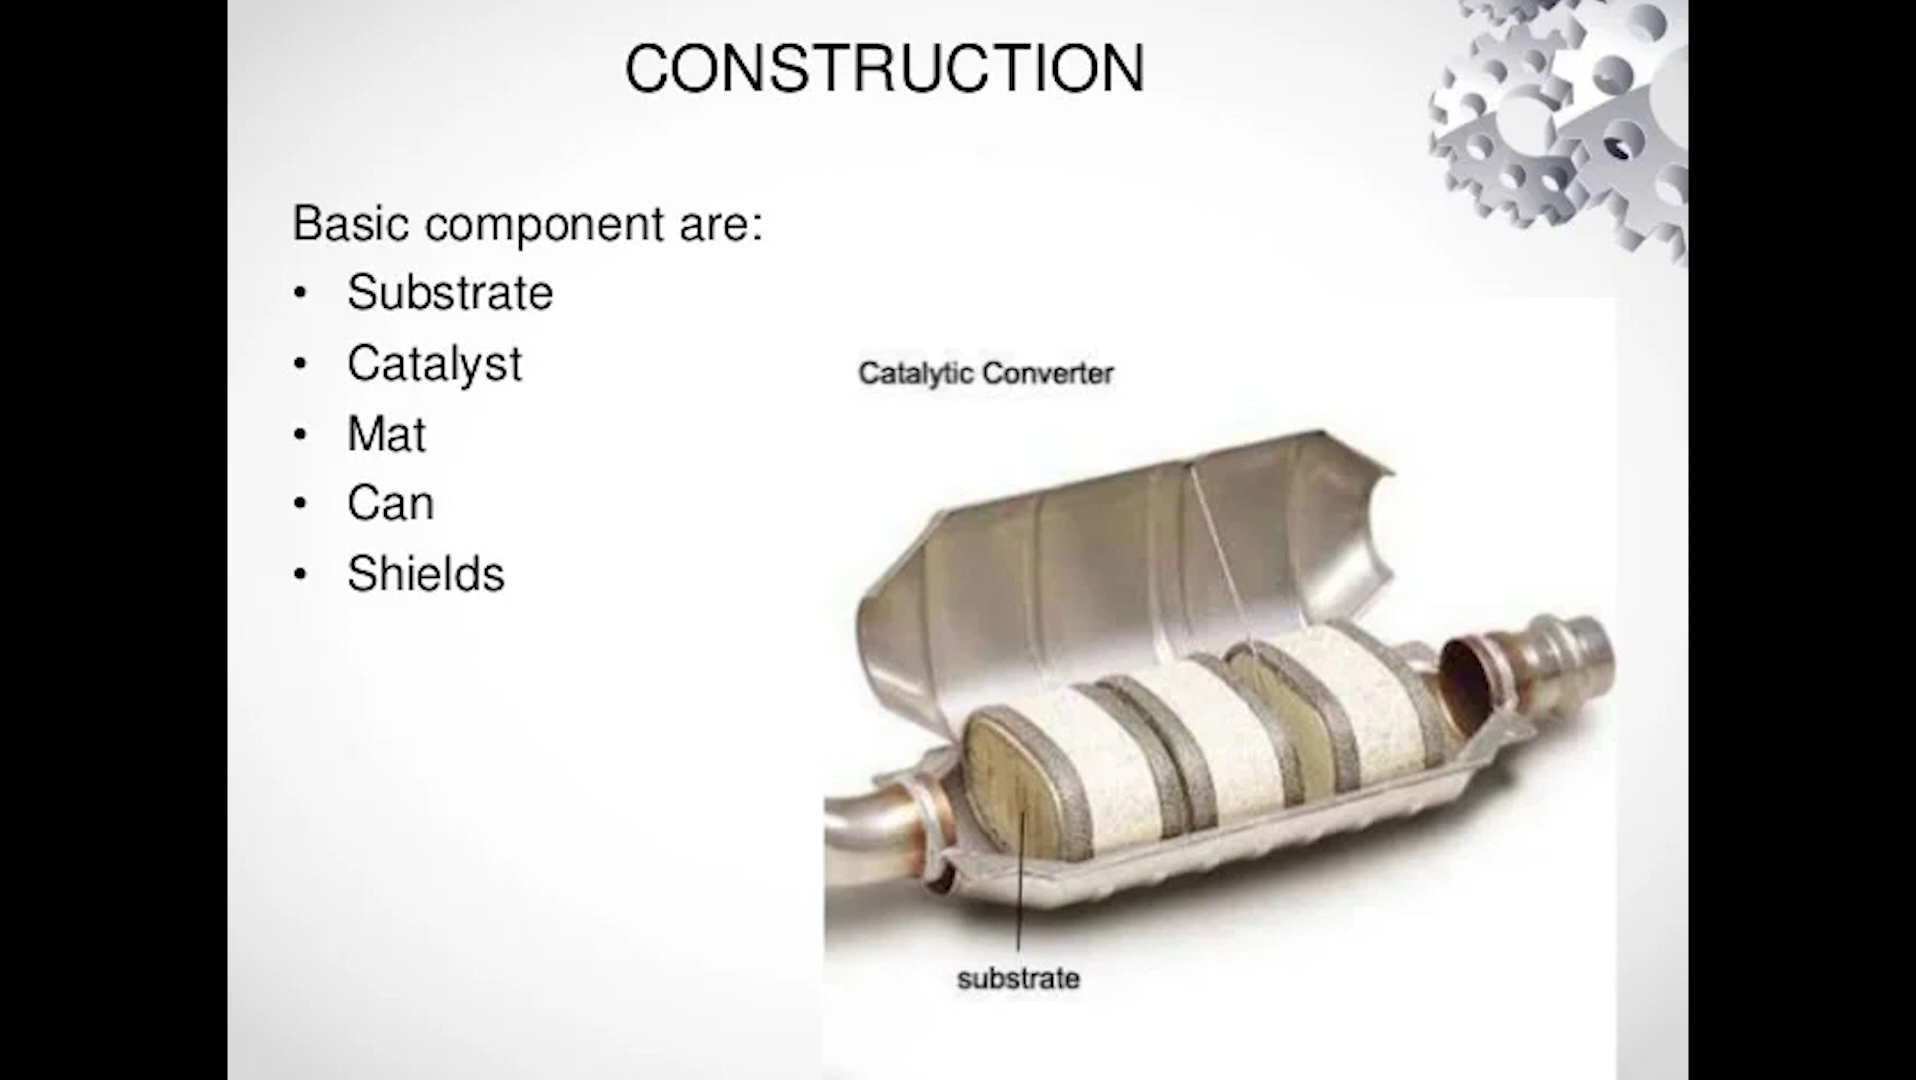 CONSTRUCTION
Basic component are:
• Substrate
• Catalyst
• Mat
• Can
• Shields
Catalytic Converter
substrate